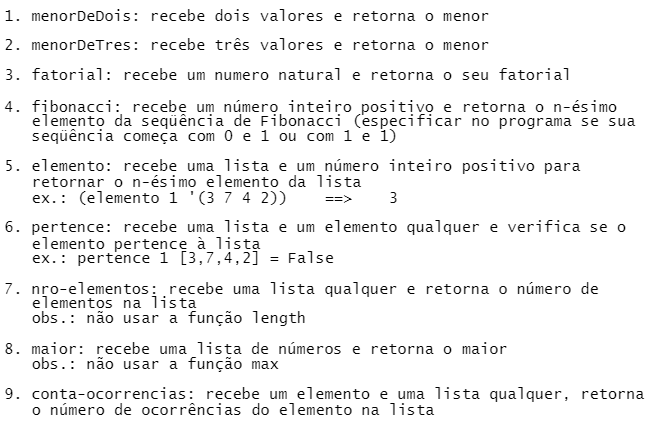 1. menorDeDois: recebe dois valores e retorna o menor
2. menorDeTres: recebe três valores e retorna o menor
3. fatorial: recebe um numero natural e retorna o seu fatorial
4. fibonacci: recebe um número inteiro positivo e retorna o n-ésimo
elemento da seqüência de Fibonacci (especificar no programa se sua
seqüência começa com 0 e 1 ou com 1 e 1)
5. elemento: recebe uma lista e um número inteiro positivo para
retornar o n-ésimo elemento da lista
ex.: (elemento 1 '(3 7 4 2)) ==> 3
6. pertence: recebe uma lista e um elemento qualquer e verifica se o
elemento pertence à lista
ex.: pertence 1 [3,7,4,2] = False
7. nro-elementos: recebe uma lista qualquer e retorna o número de
elementos na lista
obs.: não usar a função length
8. maior: recebe uma lista de números e retorna o maior
obs.: não usar a função max
9. conta-ocorrencias: recebe um elemento e uma lista qualquer, retorna
o número de ocorrências do elemento na lista